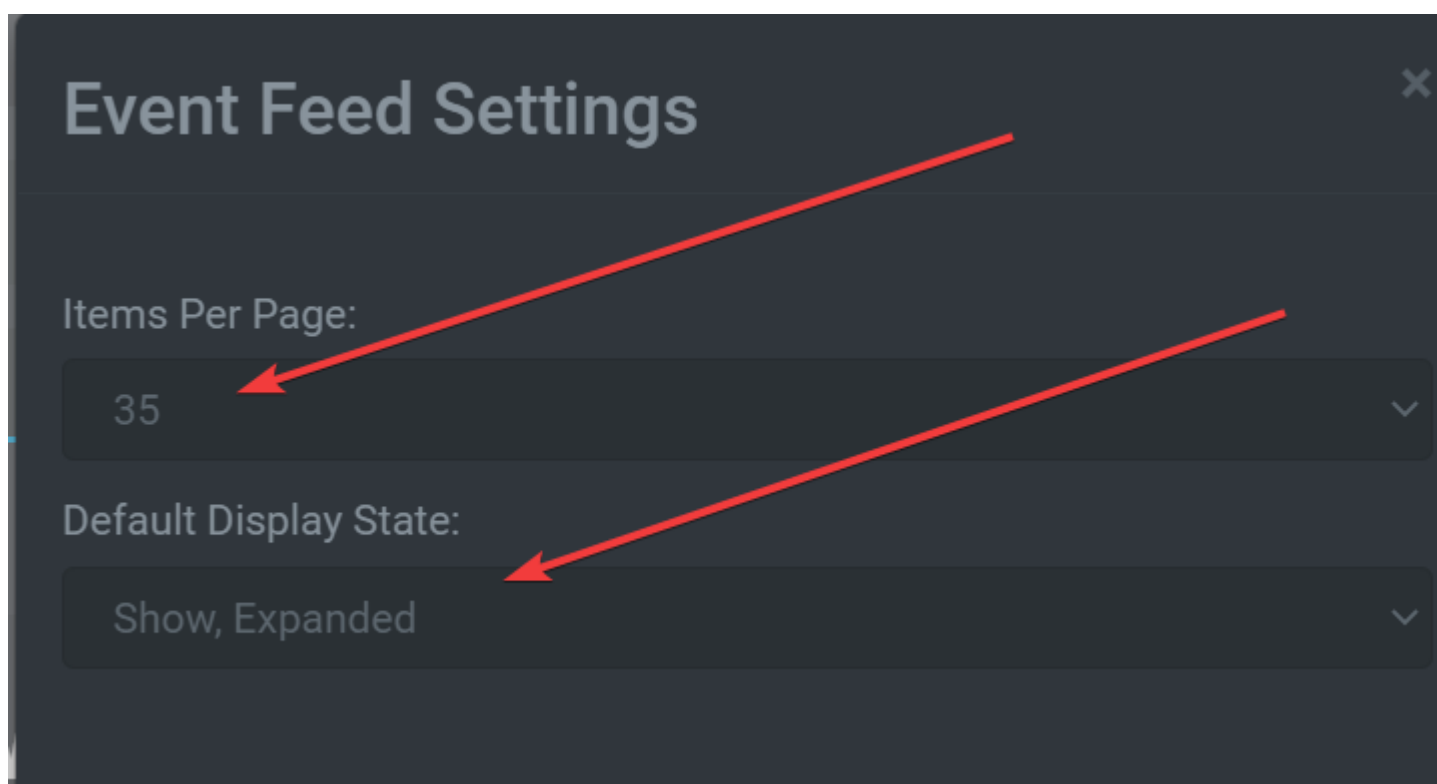 Event Feed Settings
Items Per Page:
35
Default Display State:
Show, Expanded